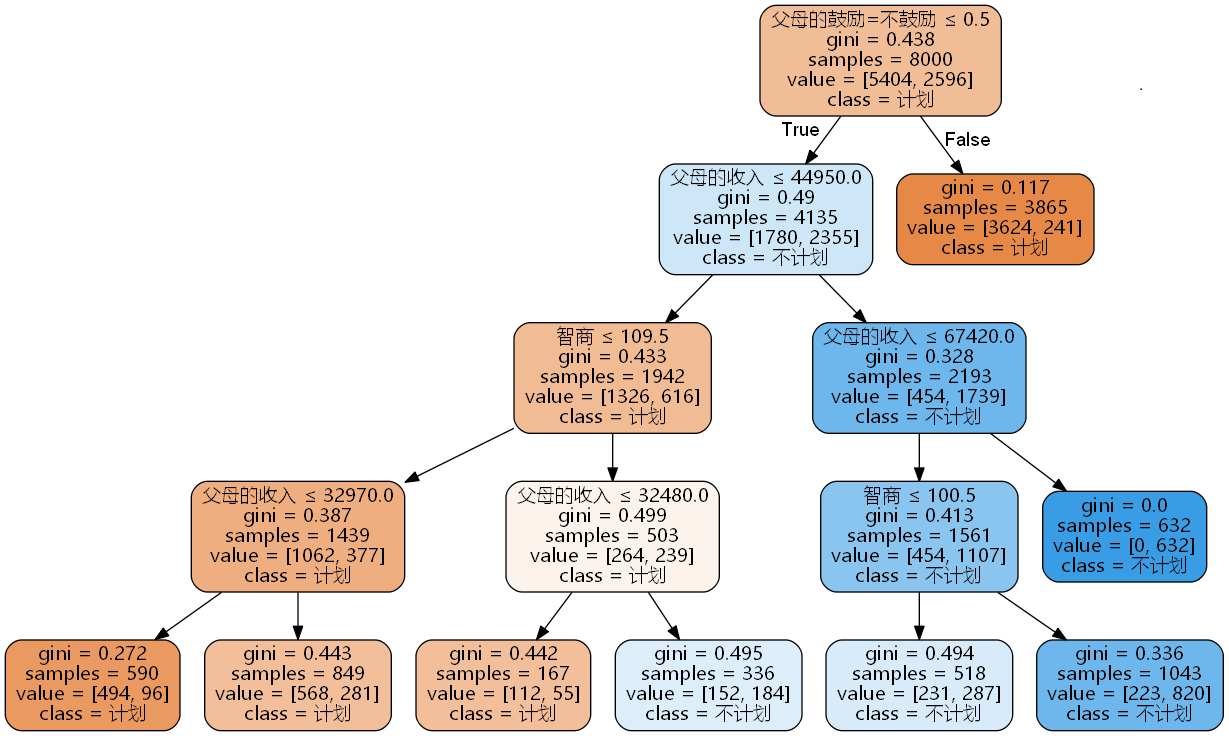 父母的鼓励=不鼓励 ≤ 0.5
gini = 0.438
samples = 8000
value = [5404, 2596]
class = 计划
True
False
父母的收入 ≤ 44950.0
gini = 0.49
samples = 4135
value = [1780, 2355]
class = 不计划
gini = 0.117
samples = 3865
value = [3624, 241]
class = 计划
智商 ≤ 109.5
gini = 0.433
samples = 1942
value = [1326, 616]
class = 计划
父母的收入 ≤ 67420.0
gini = 0.328
samples = 2193
value = [454, 1739]
class = 不计划
父母的收入 ≤ 32970.0
gini = 0.387
samples = 1439
value = [1062, 377]
class = 计划
父母的收入 ≤ 32480.0
gini = 0.499
samples = 503
value = [264, 239]
class = 计划
智商 ≤ 100.5
gini = 0.413
samples = 1561
value = [454, 1107]
class = 不计划
gini = 0.0
samples = 632
value = [0, 632]
class = 不计划
gini = 0.272
samples = 590
value = [494, 96]
class = 计划
gini = 0.443
samples = 849
value = [568, 281]
class = 计划
gini = 0.442
samples = 167
value = [112, 55]
class = 计划
gini = 0.495
samples = 336
value = [152, 184]
class = 不计划
gini = 0.494
samples = 518
value = [231, 287]
class = 不计划
gini = 0.336
samples = 1043
value = [223, 820]
class = 不计划